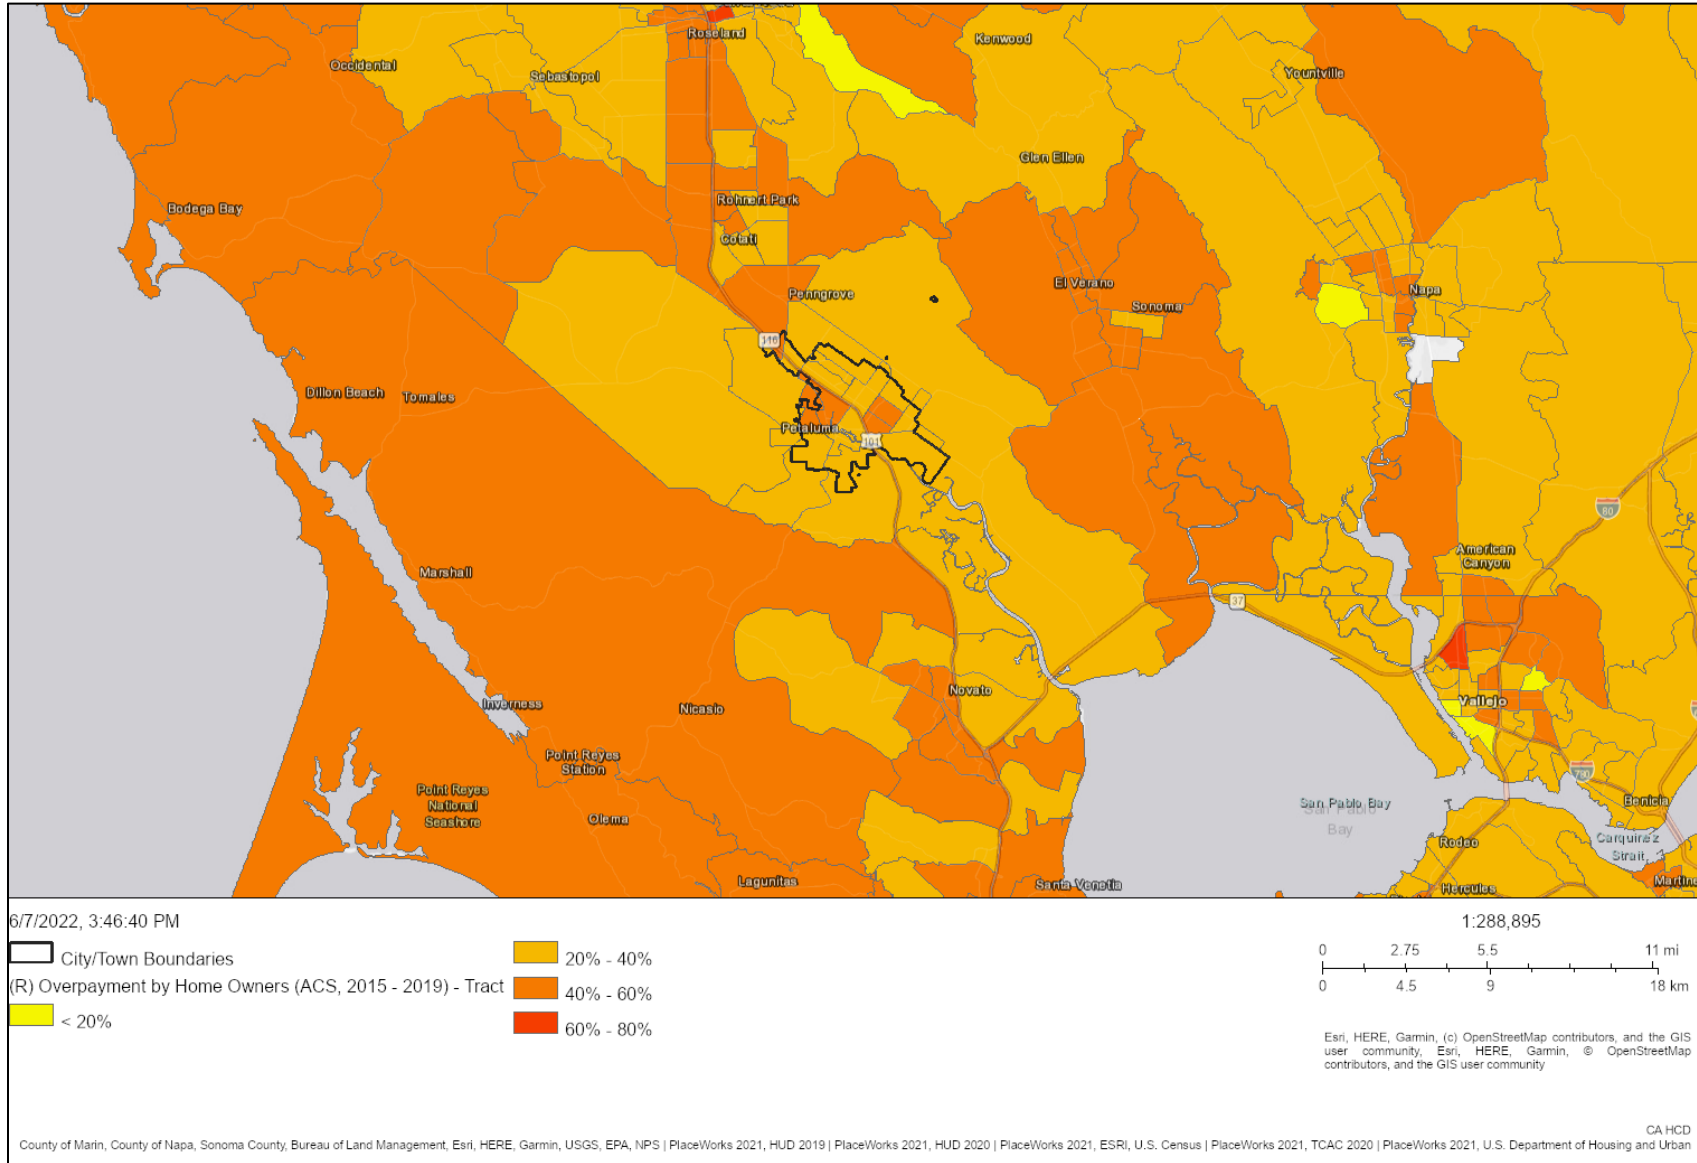 Roseland
Kenwood
Occidental
Sebastopol
Yountville
Glen Ellen
Rohnert Park
Bodega Bay
Cotati
El Verano
Napa
Penngrove
Sonoma
116
Dillon Beach
Tomales
Petaluma
101
80
American
Canyon
Marshall
37
Novato
Inverness
Nicasio
Vallejo
Point Reyes
Station
780
Point Reyes
National
Seashore
Olema
San Pablo Bay
San Pablo
Bay
Benicia
Carquinez
Strait
Rodeo
Lagunitas
Santa Venetia
Hercules
6/7/2022, 3:46:40 PM
City/Town Boundaries
(R) Overpayment by Home Owners (ACS, 2015 - 2019) - Tract
< 20%
20% - 40%
40% - 60%
60% - 80%
1:288,895
0 2.75 5.5 11 mi
0 4.5 9 18 km
Esri, HERE, Garmin, (c) OpenStreetMap contributors, and the GIS
user community, Esri, HERE, Garmin, © OpenStreetMap
contributors, and the GIS user community
CA HCD
County of Marin, County of Napa, Sonoma County, Bureau of Land Management, Esri, HERE, Garmin, USGS, EPA, NPS | PlaceWorks 2021, HUD 2019 | PlaceWorks 2021, HUD 2020 | PlaceWorks 2021, ESRI, U.S. Census | PlaceWorks 2021, TCAC 2020 | PlaceWorks 2021, U.S. Department of Housing and Urban